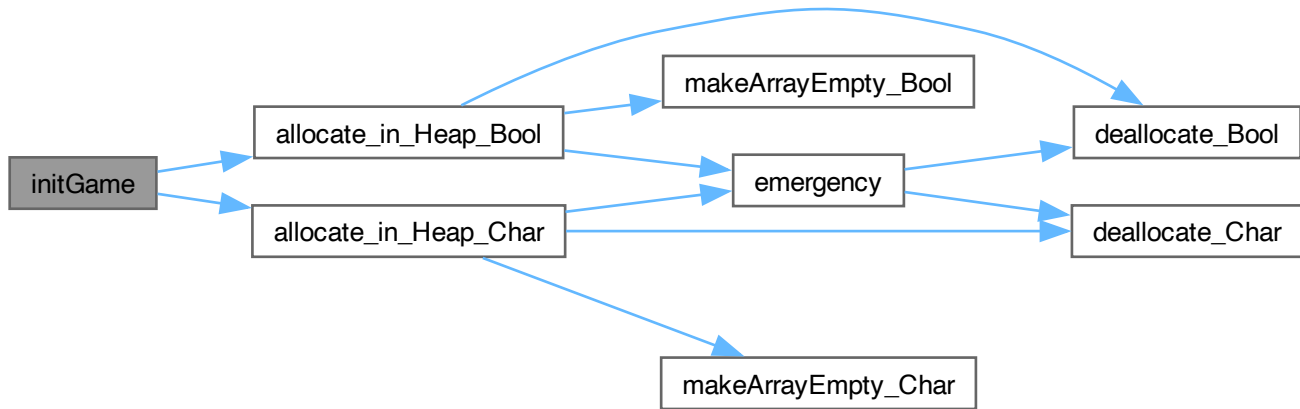 initGame
allocate_in_Heap_Bool
allocate_in_Heap_Char
makeArrayEmpty_Bool
emergency
makeArrayEmpty_Char
deallocate_Bool
deallocate_Char